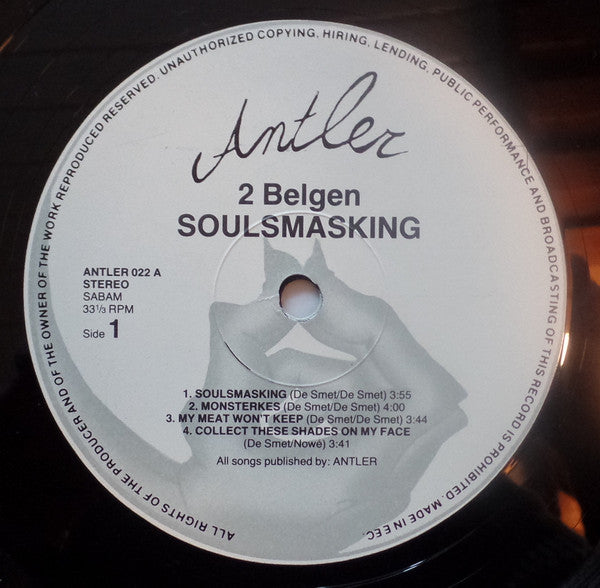 ALL RIGHTS OF THE PRODUCER AND OF THE OWNER OF THE WORK REPRODUCED RESERVED. UNAUTHORIZED COPYING, HIRING, LENDING, PUBLIC PERFORMANCE AND BROADCASTING OF THIS RECORD IS PROHIBITED. MADE IN EEC.
Antler
2 Belgen
SOULSMASKING
ANTLER 022 A
STEREO
SABAM
33 1/3 RPM
Side 1
1. SOULSMASKING (De Smet/De Smet) 3:55
2. MONSTERKES (De Smet/De Smet) 4:00
3. MY MEAT WON'T KEEP (De Smet/De Smet) 3:44
4. COLLECT THESE SHADES ON MY FACE
(De Smet/Nowé) 3:41
All songs published by: ANTLER